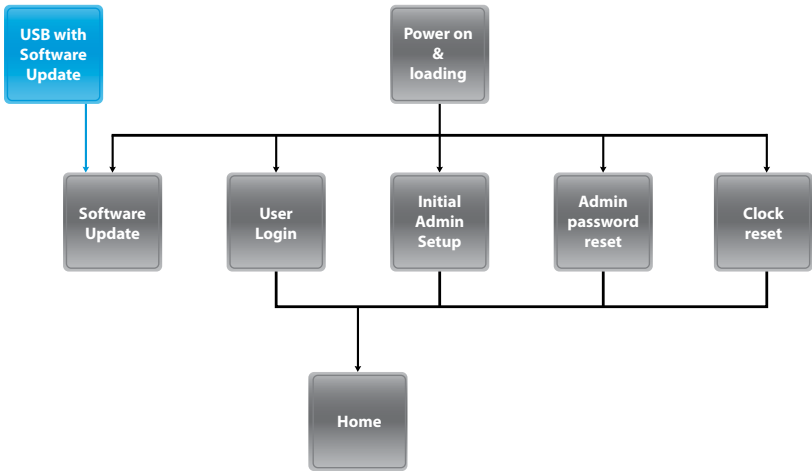 USB with
Software
Update
Power on
&
loading
Software
Update
User
Login
Initial
Admin
Setup
Admin
password
reset
Clock
reset
Home